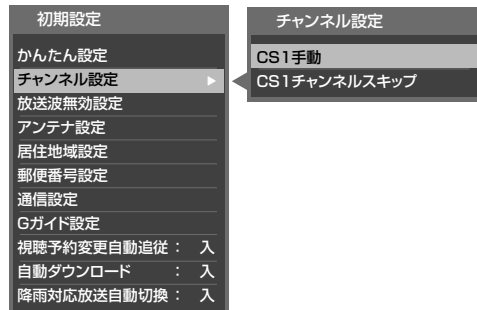 初期設定
かんたん設定
チャンネル設定
放送波無効設定
アンテナ設定
居住地域設定
郵便番号設定
通信設定
Gガイド設定
視聴予約変更自動追従： 入
自動ダウンロード ： 入
降雨対応放送自動切換： 入
チャンネル設定
CS1手動
CS1チャンネルスキップ